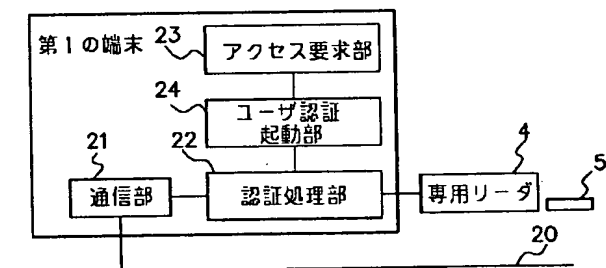 第1の端末
23
アクセス要求部
24
ユーザ認証
起動部
21
22
通信部
認証処理部
4
専用リーダ
5
20